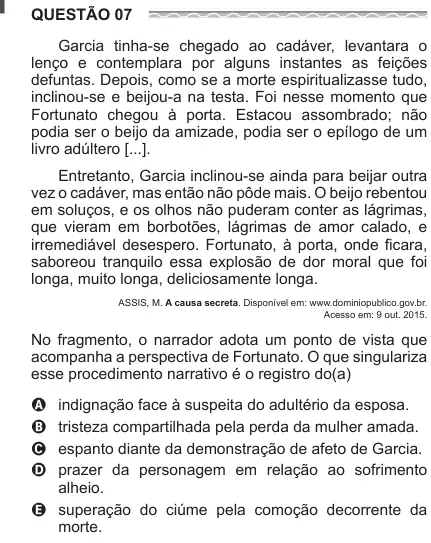 QUESTÃO 07
Garcia tinha-se chegado ao cadáver, levantara o
lenço e contemplara por alguns instantes as feições
defuntas. Depois, como se a morte espiritualizasse tudo,
inclinou-se e beijou-a na testa. Foi nesse momento que
Fortunato chegou à porta. Estacou assombrado; não
podia ser o beijo da amizade, podia ser o epílogo de um
livro adúltero [...].
Entretanto, Garcia inclinou-se ainda para beijar outra
vez o cadáver, mas então não pôde mais. O beijo rebentou
em soluços, e os olhos não puderam conter as lágrimas,
que vieram em borbotões, lágrimas de amor calado, e
irremediável desespero. Fortunato, à porta, onde ficara,
saboreou tranquilo essa explosão de dor moral que foi
longa, muito longa, deliciosamente longa.
ASSIS, M. A causa secreta. Disponível em: www.dominiopublico.gov.br.
Acesso em: 9 out. 2015.
No fragmento, o narrador adota um ponto de vista que
acompanha a perspectiva de Fortunato. O que singulariza
esse procedimento narrativo é o registro do(a)
A indignação face à suspeita do adultério da esposa.
B tristeza compartilhada pela perda da mulher amada.
C espanto diante da demonstração de afeto de Garcia.
D prazer da personagem em relação ao sofrimento
alheio.
E superação do ciúme pela comoção decorrente da
morte.